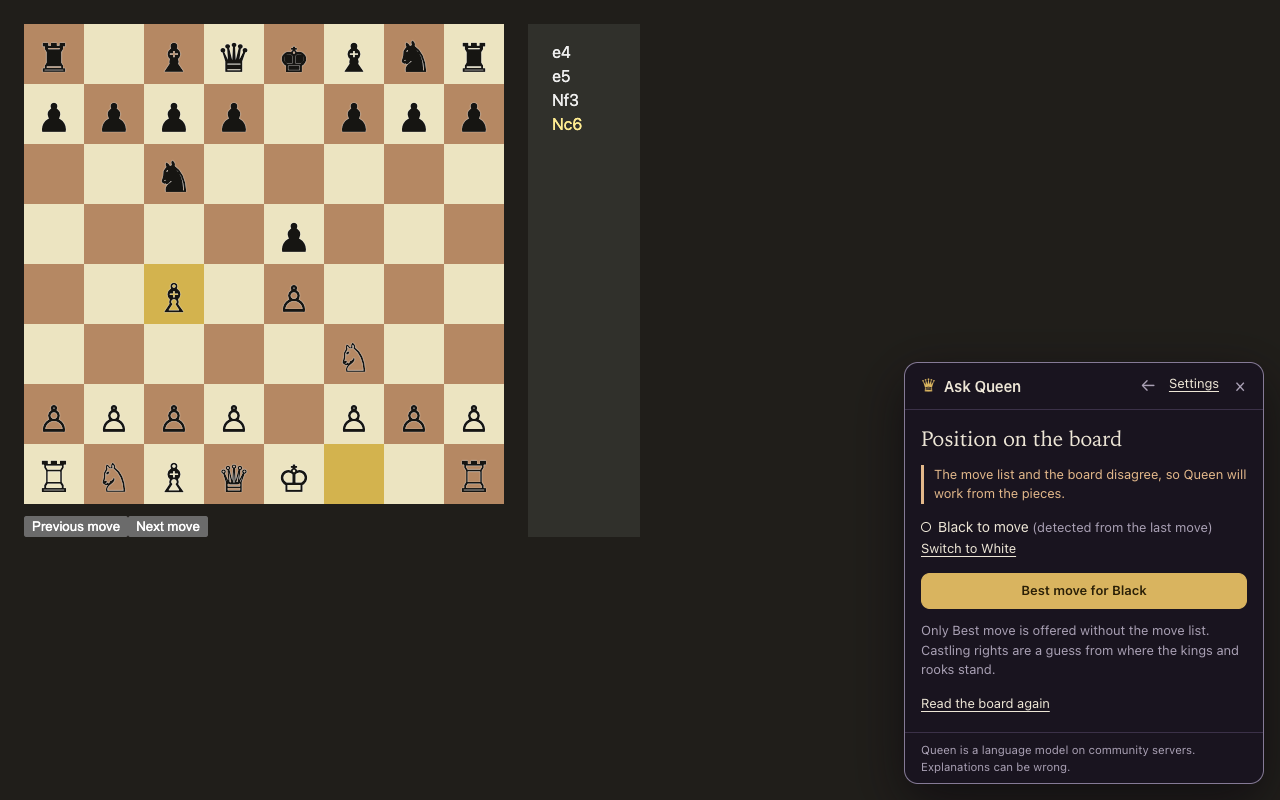 e4
e5
Nf3
Nc6
Previous move
Next move
Ask Queen
Settings
Position on the board
The move list and the board disagree, so Queen will
work from the pieces.
Black to move (detected from the last move)
Switch to White
Best move for Black
Only Best move is offered without the move list.
Castling rights are a guess from where the kings and
rooks stand.
Read the board again
Queen is a language model on community servers.
Explanations can be wrong.